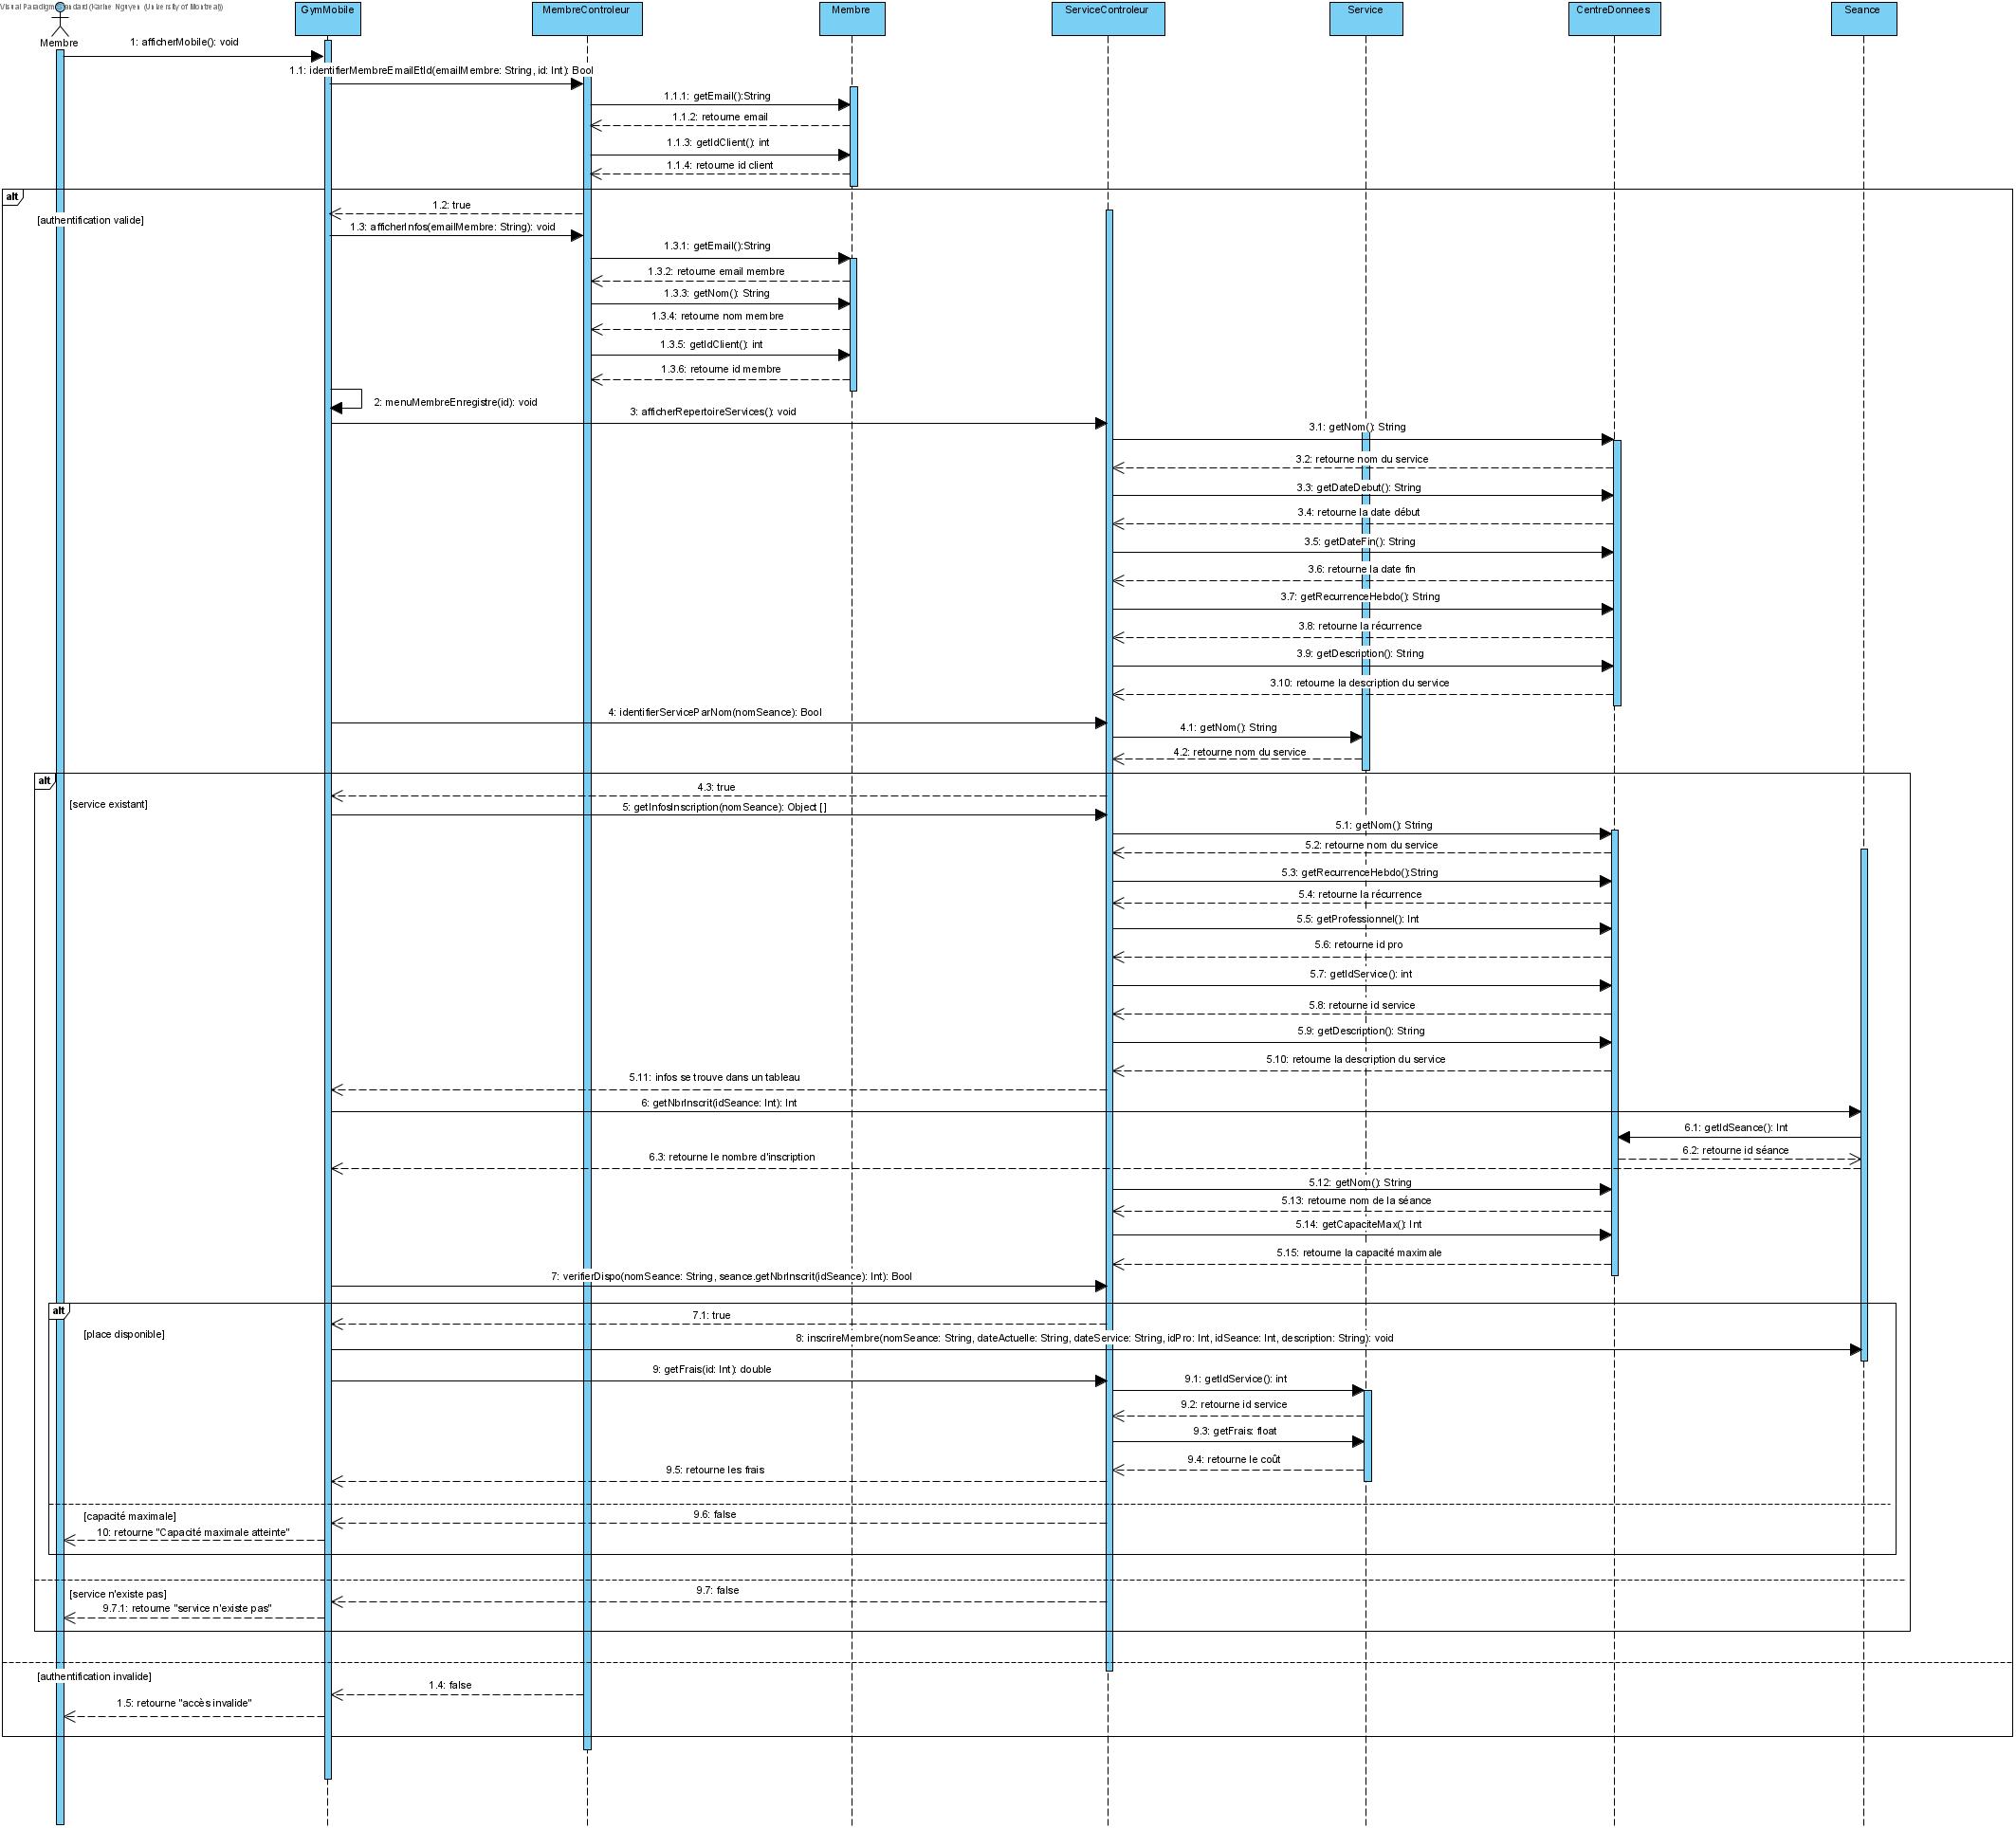 Visual Paradigm Standard (Karine Nguyen (University of Montreal))
GymMobile
MembreControleur
Membre
ServiceControleur
Service
CentreDonnees
Seance
Membre
1: afficherMobile(): void
1.1: identifierMembreEmailEtId(emailMembre: String, id: Int): Bool
1.1.1: getEmail():String
1.1.2: retourne email
1.1.3: getIdClient(): int
1.1.4: retourne id client
alt
[authentification valide]
1.2: true
1.3: afficherInfos(emailMembre: String): void
1.3.1: getEmail():String
1.3.2: retourne email membre
1.3.3: getNom(): String
1.3.4: retourne nom membre
1.3.5: getIdClient(): int
1.3.6: retourne id membre
2: menuMembreEnregistre(id): void
3: afficherRepertoireServices(): void
3.1: getNom(): String
3.2: retourne nom du service
3.3: getDateDebut(): String
3.4: retourne la date début
3.5: getDateFin(): String
3.6: retourne la date fin
3.7: getRecurrenceHebdo(): String
3.8: retourne la récurrence
3.9: getDescription(): String
3.10: retourne la description du service
4: identifierServiceParNom(nomSeance): Bool
4.1: getNom(): String
4.2: retourne nom du service
alt
[service existant]
4.3: true
5: getInfosInscription(nomSeance): Object []
5.1: getNom(): String
5.2: retourne nom du service
5.3: getRecurrenceHebdo():String
5.4: retourne la récurrence
5.5: getProfessionnel(): Int
5.6: retourne id pro
5.7: getIdService(): int
5.8: retourne id service
5.9: getDescription(): String
5.10: retourne la description du service
5.11: infos se trouve dans un tableau
6: getNbrInscrit(idSeance: Int): Int
6.1: getIdSeance(): Int
6.2: retourne id séance
6.3: retourne le nombre d'inscription
5.12: getNom(): String
5.13: retourne nom de la séance
5.14: getCapaciteMax(): Int
5.15: retourne la capacité maximale
7: verifierDispo(nomSeance: String, seance.getNbrInscrit(idSeance): Int): Bool
alt
[place disponible]
7.1: true
8: inscrireMembre(nomSeance: String, dateActuelle: String, dateService: String, idPro: Int, idSeance: Int, description: String): void
9: getFrais(id: Int): double
9.1: getIdService(): int
9.2: retourne id service
9.3: getFrais: float
9.4: retourne le coût
9.5: retourne les frais
[capacité maximale]
9.6: false
10: retourne "Capacité maximale atteinte"
[service n'existe pas]
9.7: false
9.7.1: retourne "service n'existe pas"
[authentification invalide]
1.4: false
1.5: retourne "accès invalide"